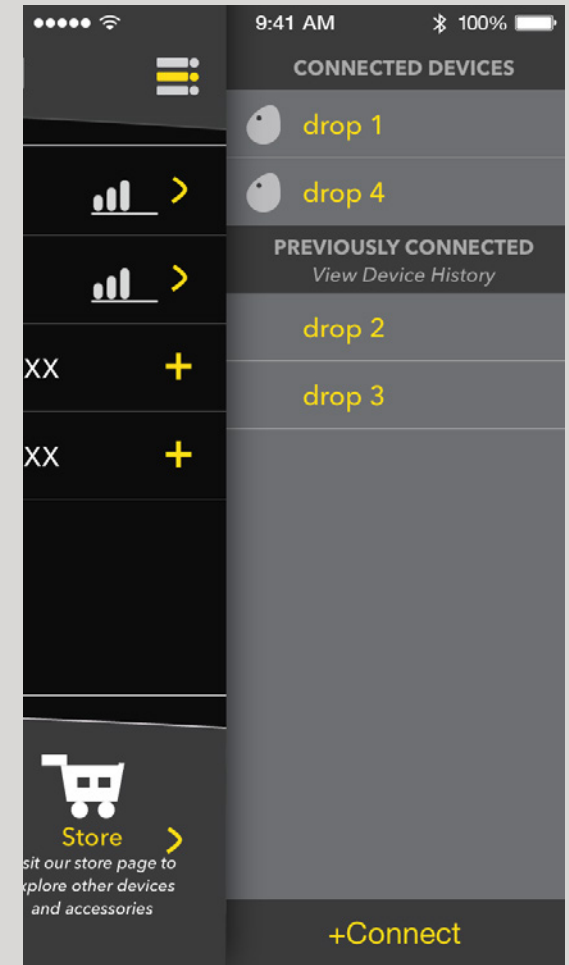 9:41 AM 100%
CONNECTED DEVICES
drop 1
drop 4
PREVIOUSLY CONNECTED
View Device History
drop 2
drop 3
+Connect
xx +
xx +
Store
sit our store page to
xplore other devices
and accessories